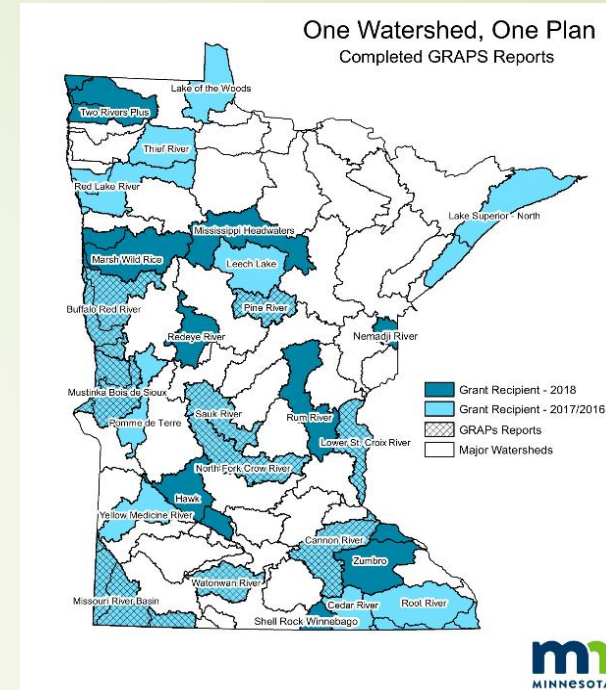 One Watershed, One Plan
Completed GRAPS Reports
Lake of the Woods
Two Rivers Plus
Thief River
Red Lake River
Lake Superior - North
Mississippi Headwaters
Marsh Wild Rice
Leech Lake
Buffalo Red River
Pine River
Redeye River
Nemadji River
Grant Recipient - 2018
Grant Recipient - 2017/2016
GRAPs Reports
Major Watersheds
Mustinka Bois de Sioux
Sauk River
Rum River
Pomme de Terre
Lower St. Croix River
North Fork Crow River
Hawk
Yellow Medicine River
Cannon River
Zumbro
Watonwan River
Missouri River Basin
Cedar River
Root River
Shell Rock Winnebago
MINNESOTA